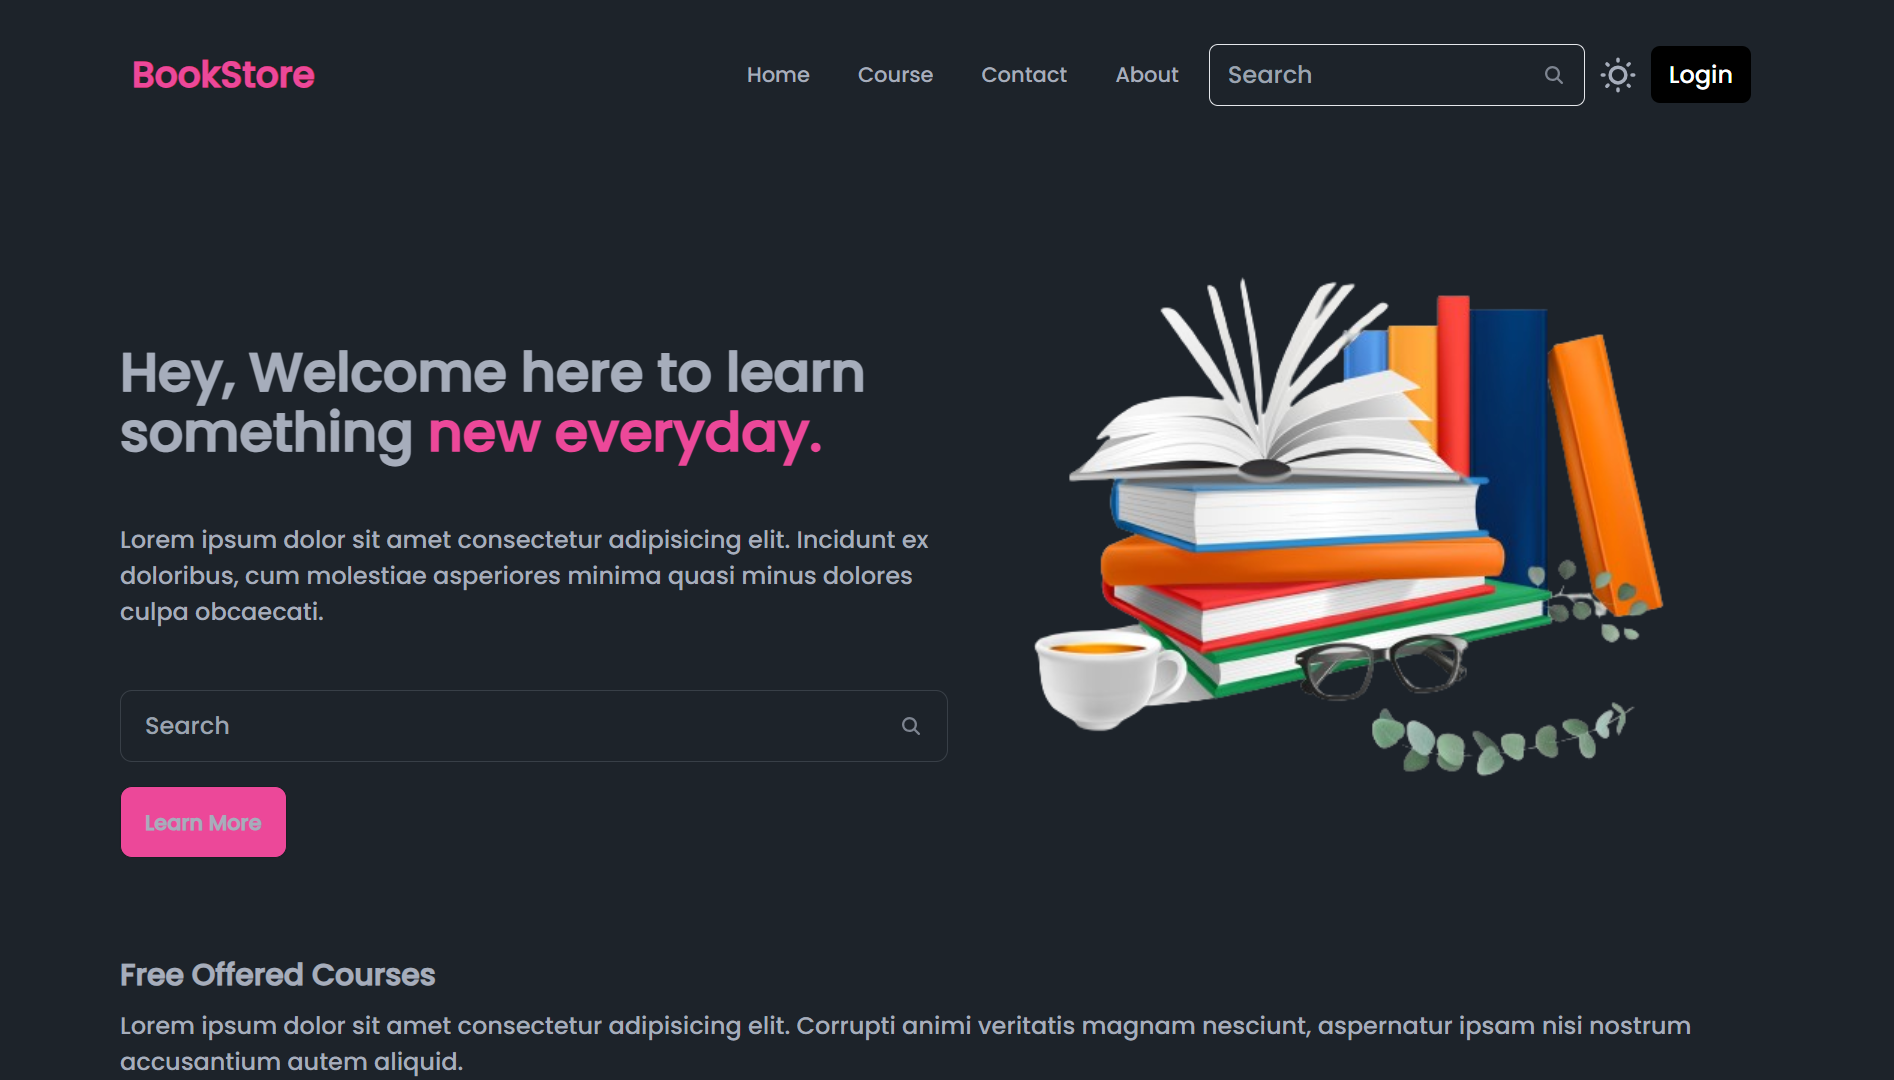 BookStore
Home
Course
Contact
About
Search
Login
Hey, Welcome here to learn
something new everyday.
Lorem ipsum dolor sit amet consectetur adipisicing elit. Incidunt ex
doloribus, cum molestiae asperiores minima quasi minus dolores
culpa obcaecati.
Search
Learn More
Free Offered Courses
Lorem ipsum dolor sit amet consectetur adipisicing elit. Corrupti animi veritatis magnam nesciunt, aspernatur ipsam nisi nostrum
accusantium autem aliquid.